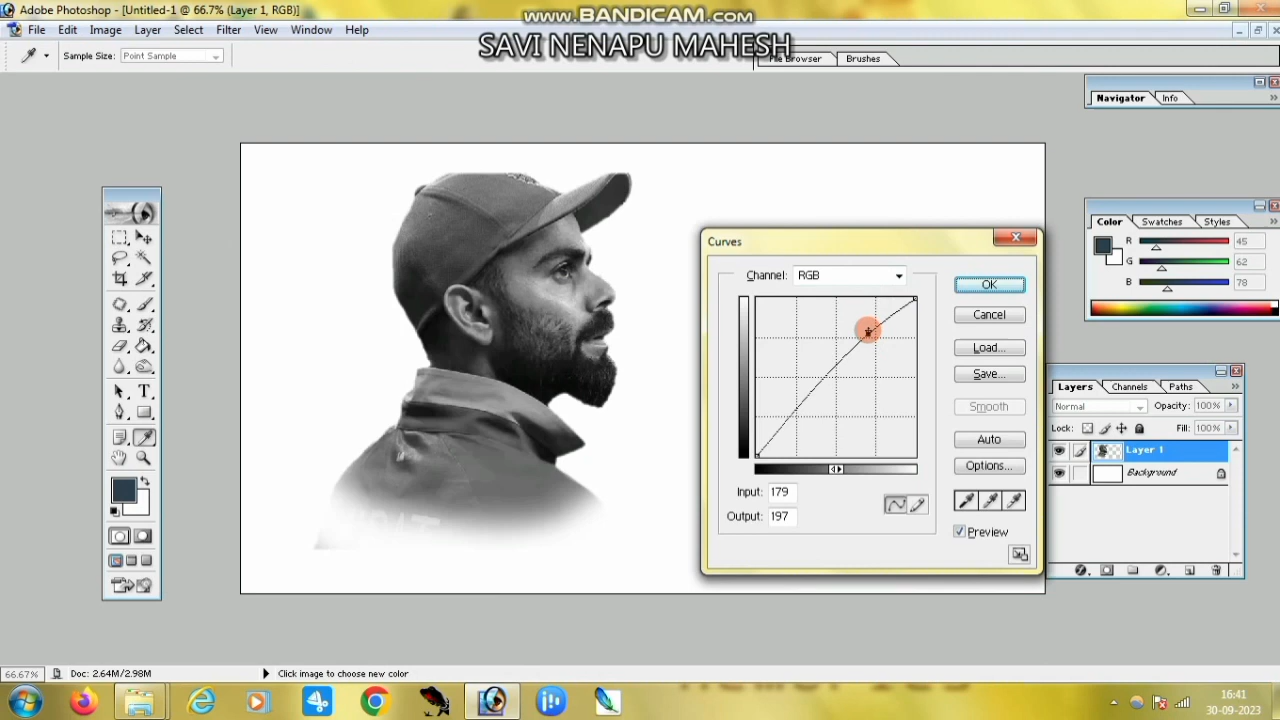 Adobe Photoshop - [Untitled-1 @ 66.7% (Layer 1, RGB)]
www.BANDICAM.com
File Edit Image Layer Select Filter View Window Help
SAVI NENAPU MAHESH
Sample Size: Point Sample
File Browser Brushes
Navigator Info
Color Swatches Styles
R 45
G 62
B 78
Curves
Channel: RGB
OK
Cancel
Load...
Save...
Smooth
Auto
Options...
Input: 179
Output: 197
Preview
Layers Channels Paths
Normal Opacity: 100%
Lock: Fill: 100%
Layer 1
Background
66.67% Doc: 2.64M/2.98M Click image to choose new color
16:41
30-09-2023